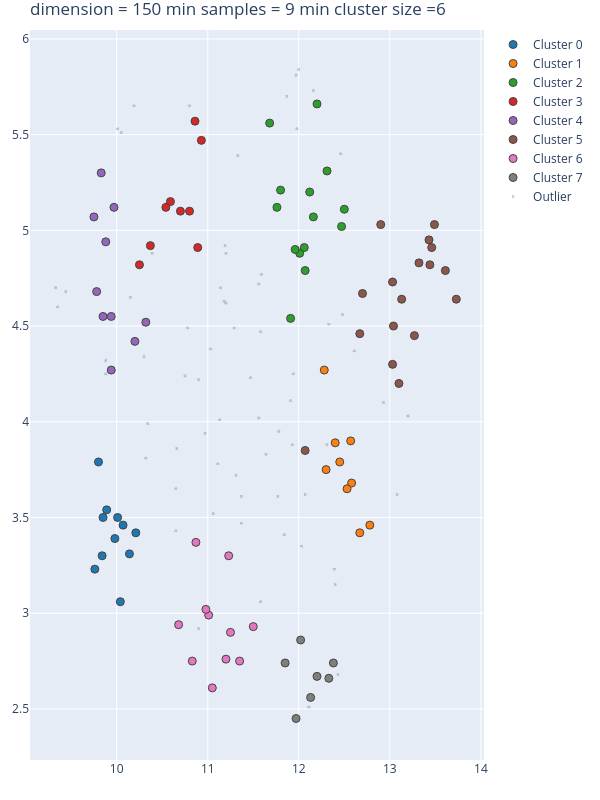 dimension = 150 min samples = 9 min cluster size =6
6
5.5
5
4.5
4
3.5
3
2.5
10
11
12
13
14
Cluster 0
Cluster 1
Cluster 2
Cluster 3
Cluster 4
Cluster 5
Cluster 6
Cluster 7
Outlier